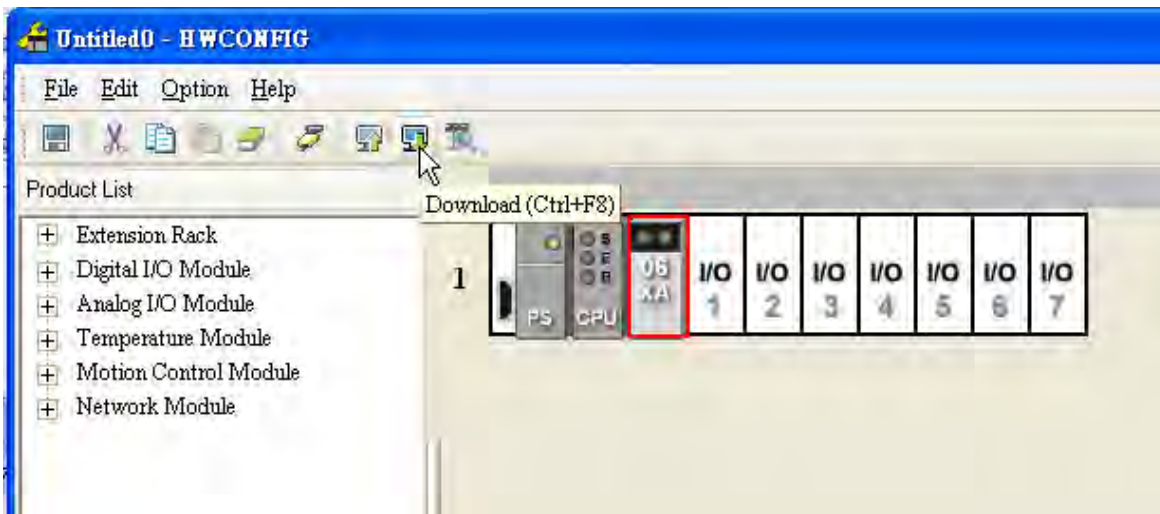 Untitled0 - HWCONFIG
File Edit Option Help
Product List
Download (Ctrl+F8)
Extension Rack
Digital I/O Module
Analog I/O Module
Temperature Module
Motion Control Module
Network Module
1
PS
S
E
R
CPU
06
XA
I/O 1
I/O 2
I/O 3
I/O 4
I/O 5
I/O 6
I/O 7